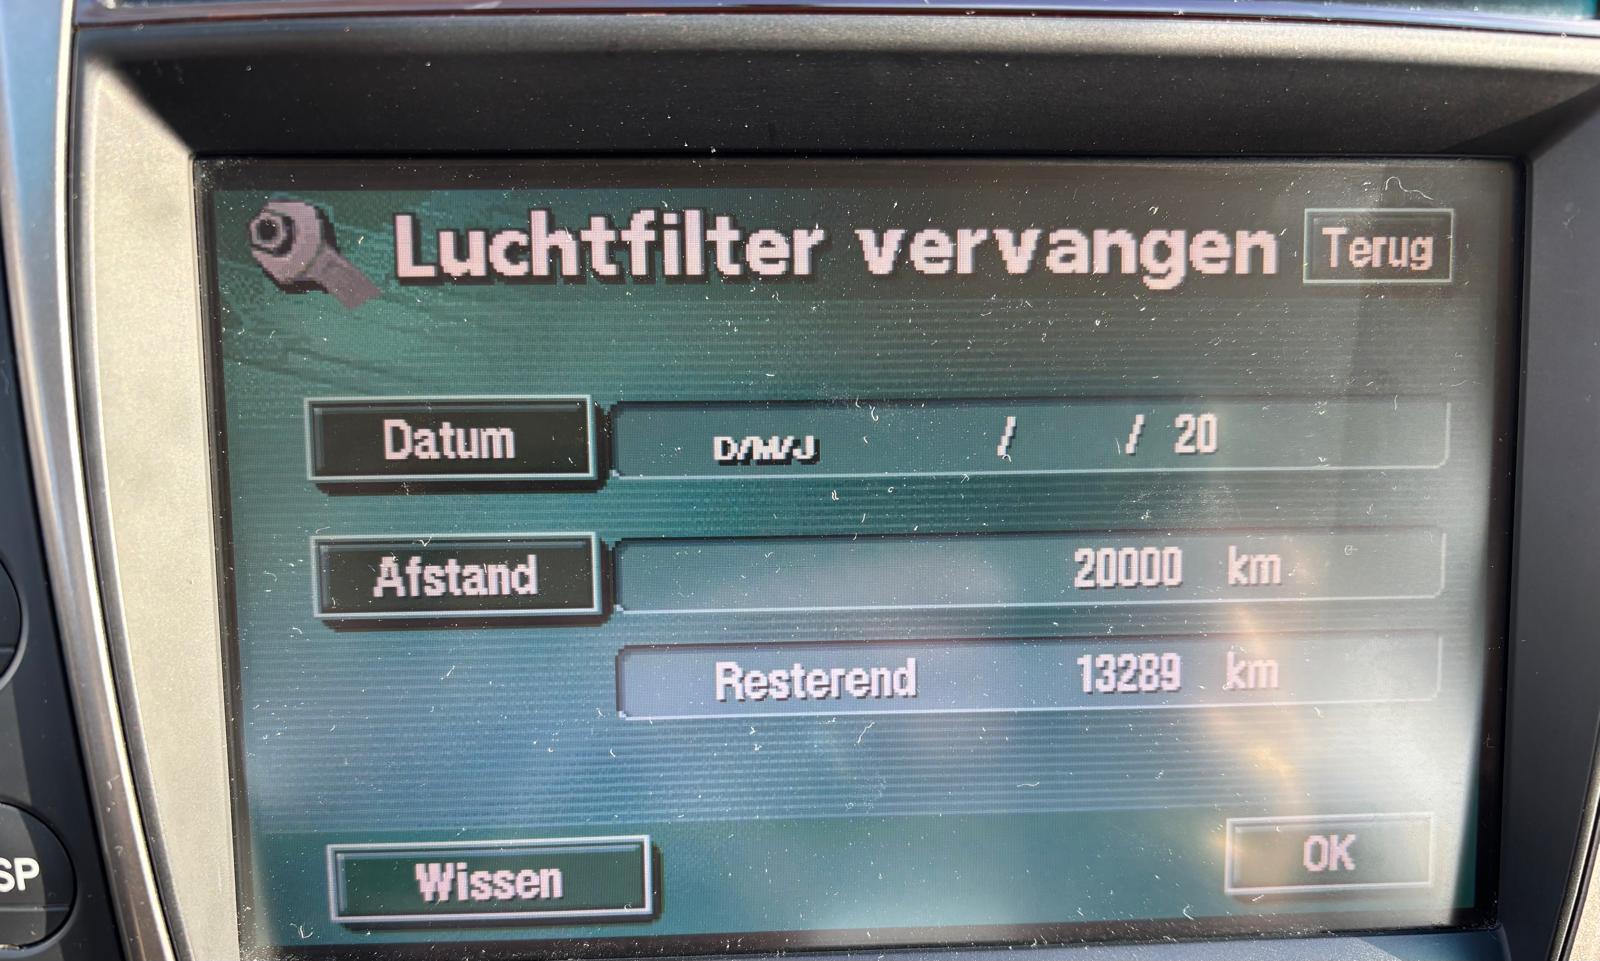 Luchtfilter vervangen Terug
Datum D/M/J / / 20
Afstand 20000 km
Resterend 13289 km
Wissen OK
SP